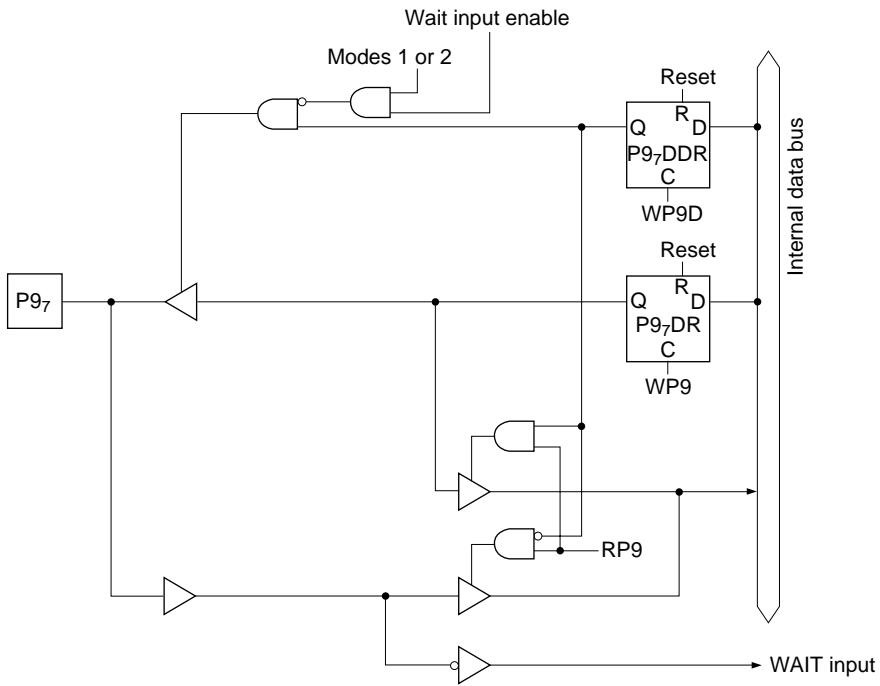 Wait input enable
Modes 1 or 2
Reset
R
Q
D
P9₇DDR
C
WP9D
Internal data bus
Reset
R
P9₇
Q
D
P9₇DR
C
WP9
RP9
WAIT input